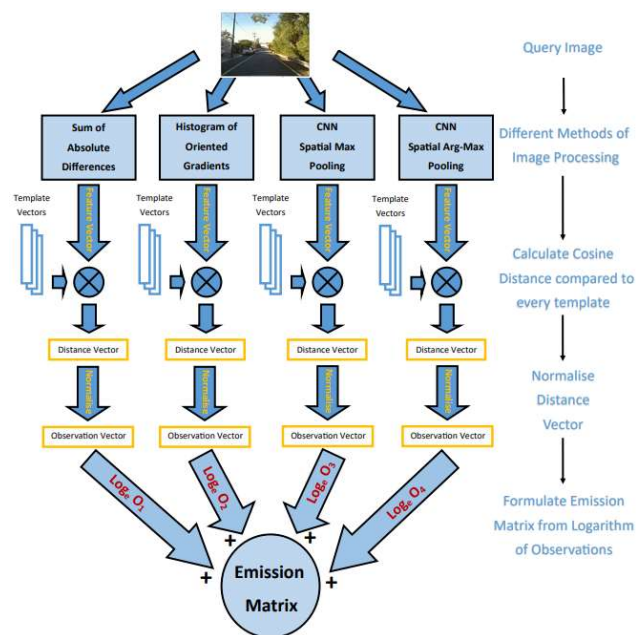 Query Image
Sum of
Absolute
Differences
Histogram of
Oriented
Gradients
CNN
Spatial Max
Pooling
CNN
Spatial Arg-Max
Pooling
Different Methods of
Image Processing
Template
Vectors
Feature Vector
Template
Vectors
Feature Vector
Template
Vectors
Feature Vector
Template
Vectors
Feature Vector
Calculate Cosine
Distance compared to
every template
Distance Vector
Distance Vector
Distance Vector
Distance Vector
Normalise
Normalise
Normalise
Normalise
Normalise
Distance
Vector
Observation Vector
Observation Vector
Observation Vector
Observation Vector
Logₑ O₁
Logₑ O₂
Logₑ O₃
Logₑ O₄
Formulate Emission
Matrix from Logarithm
of Observations
+
+
+
+
Emission
Matrix